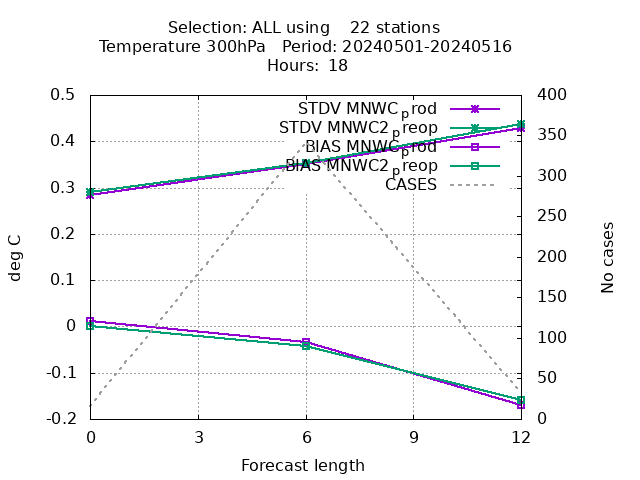 Selection: ALL using 22 stations
Temperature 300hPa Period: 20240501-20240516
Hours: 18
0.5
0.4
0.3
0.2
0.1
0
-0.1
-0.2
deg C
400
350
300
250
200
150
100
50
0
No cases
STDV MNWC_prod
STDV MNWC2_preop
BIAS MNWC_prod
BIAS MNWC2_preop
CASES
0 3 6 9 12
Forecast length